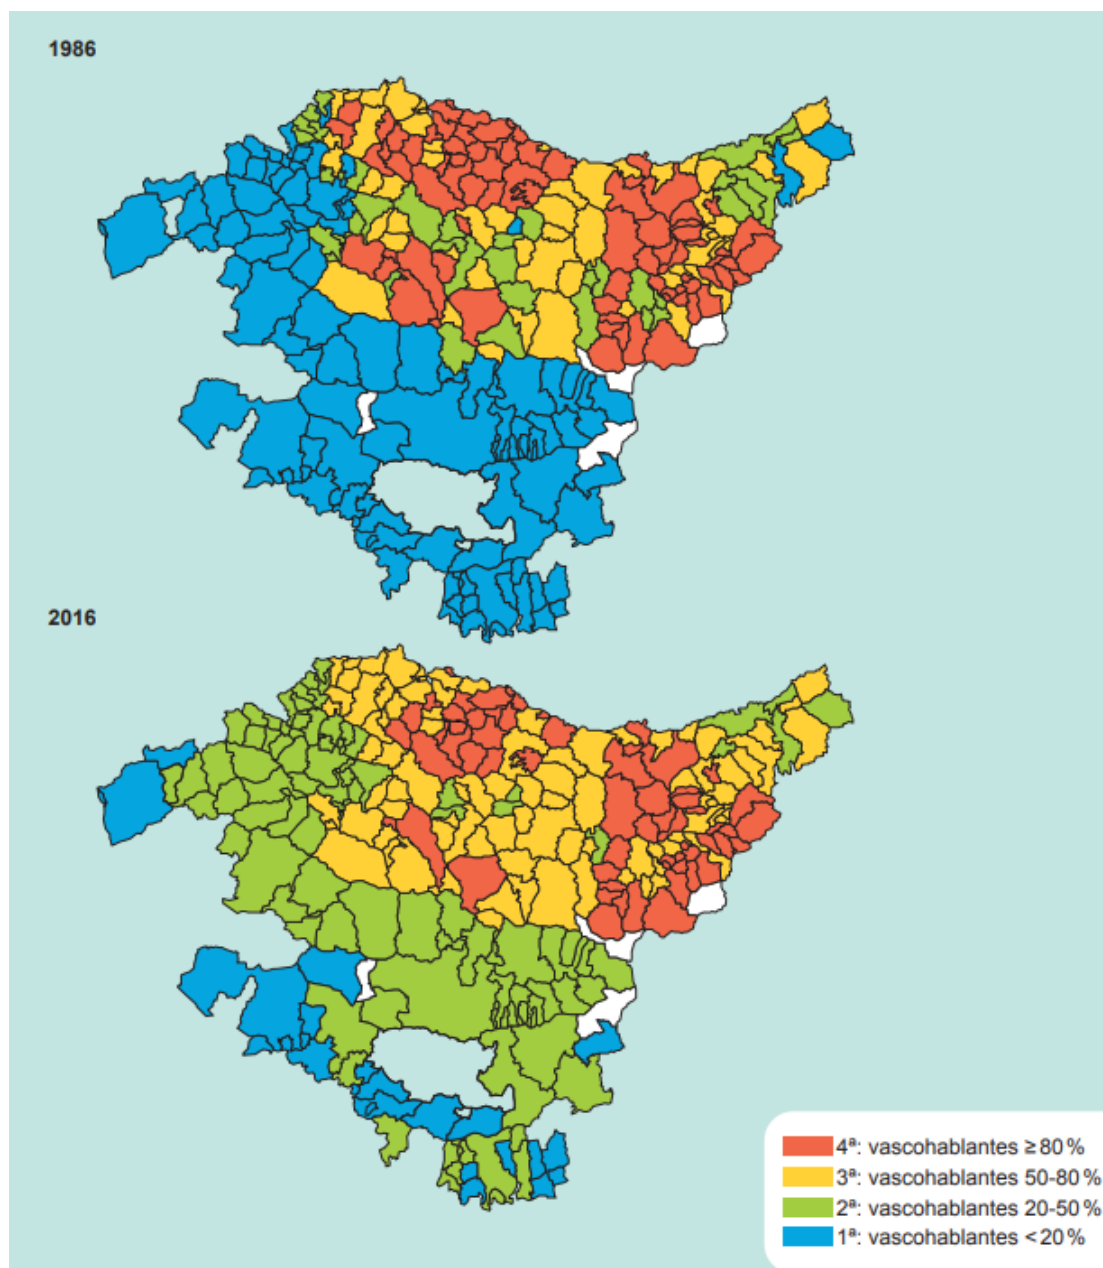 1986
2016
4ª: vascohablantes ≥ 80 %
3ª: vascohablantes 50-80 %
2ª: vascohablantes 20-50 %
1ª: vascohablantes < 20 %